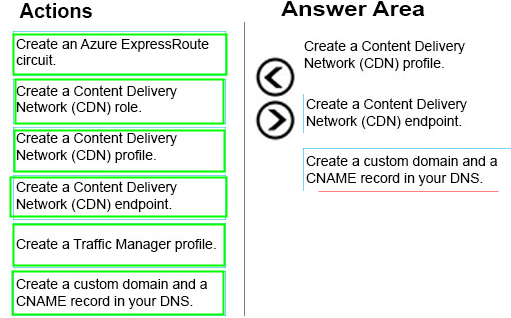 Actions
Create an Azure ExpressRoute
circuit.
Create a Content Delivery
Network (CDN) role.
Create a Content Delivery
Network (CDN) profile.
Create a Content Delivery
Network (CDN) endpoint.
Create a Traffic Manager profile.
Create a custom domain and a
CNAME record in your DNS.
Answer Area
Create a Content Delivery
Network (CDN) profile.
Create a Content Delivery
Network (CDN) endpoint.
Create a custom domain and a
CNAME record in your DNS.